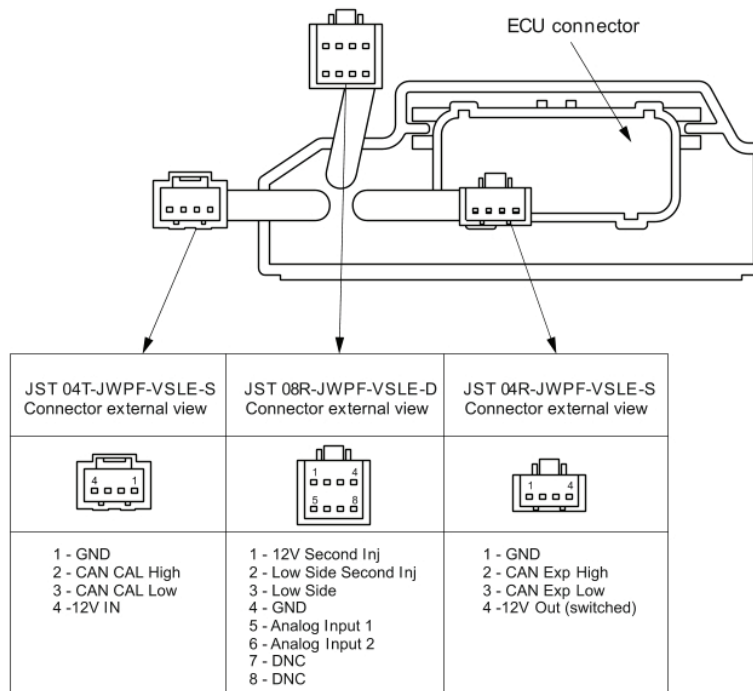 ECU connector
JST 04T-JWPF-VSLE-S
Connector external view
JST 08R-JWPF-VSLE-D
Connector external view
JST 04R-JWPF-VSLE-S
Connector external view
4 1
1 4
5 8
1 4
1 - GND
2 - CAN CAL High
3 - CAN CAL Low
4 -12V IN
1 - 12V Second Inj
2 - Low Side Second Inj
3 - Low Side
4 - GND
5 - Analog Input 1
6 - Analog Input 2
7 - DNC
8 - DNC
1 - GND
2 - CAN Exp High
3 - CAN Exp Low
4 -12V Out (switched)